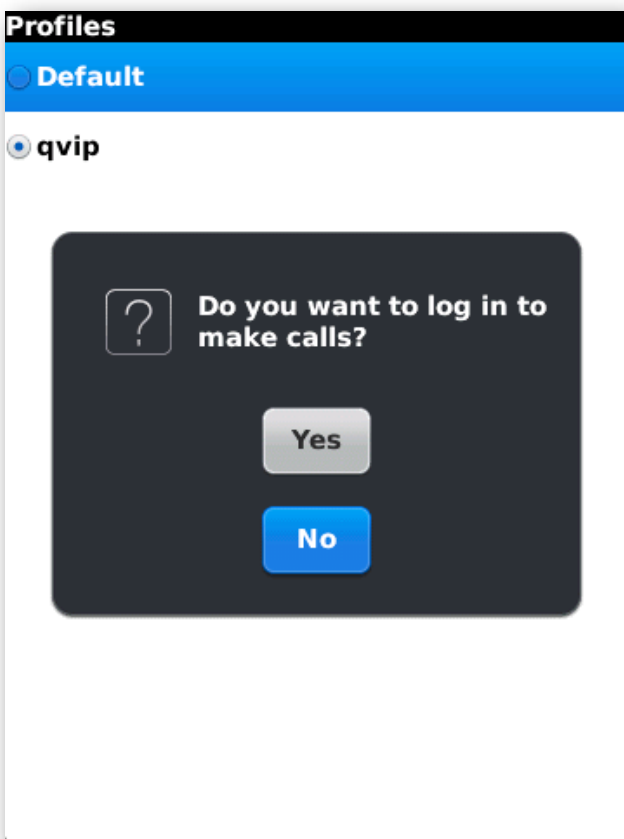 Profiles
Default
qvip
Do you want to log in to
make calls?
Yes
No